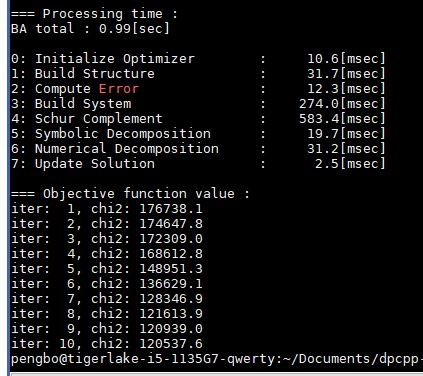 === Processing time :
BA total : 0.99[sec]
0: Initialize Optimizer : 10.6[msec]
1: Build Structure : 31.7[msec]
2: Compute Error : 12.3[msec]
3: Build System : 274.0[msec]
4: Schur Complement : 583.4[msec]
5: Symbolic Decomposition : 19.7[msec]
6: Numerical Decomposition : 31.2[msec]
7: Update Solution : 2.5[msec]
=== Objective function value :
iter: 1, chi2: 176738.1
iter: 2, chi2: 174647.8
iter: 3, chi2: 172309.0
iter: 4, chi2: 168612.8
iter: 5, chi2: 148951.3
iter: 6, chi2: 136629.1
iter: 7, chi2: 128346.9
iter: 8, chi2: 121613.9
iter: 9, chi2: 120939.0
iter: 10, chi2: 120537.6
pengbo@tigerlake-i5-1135G7-qwerty:~/Documents/dpcpp-